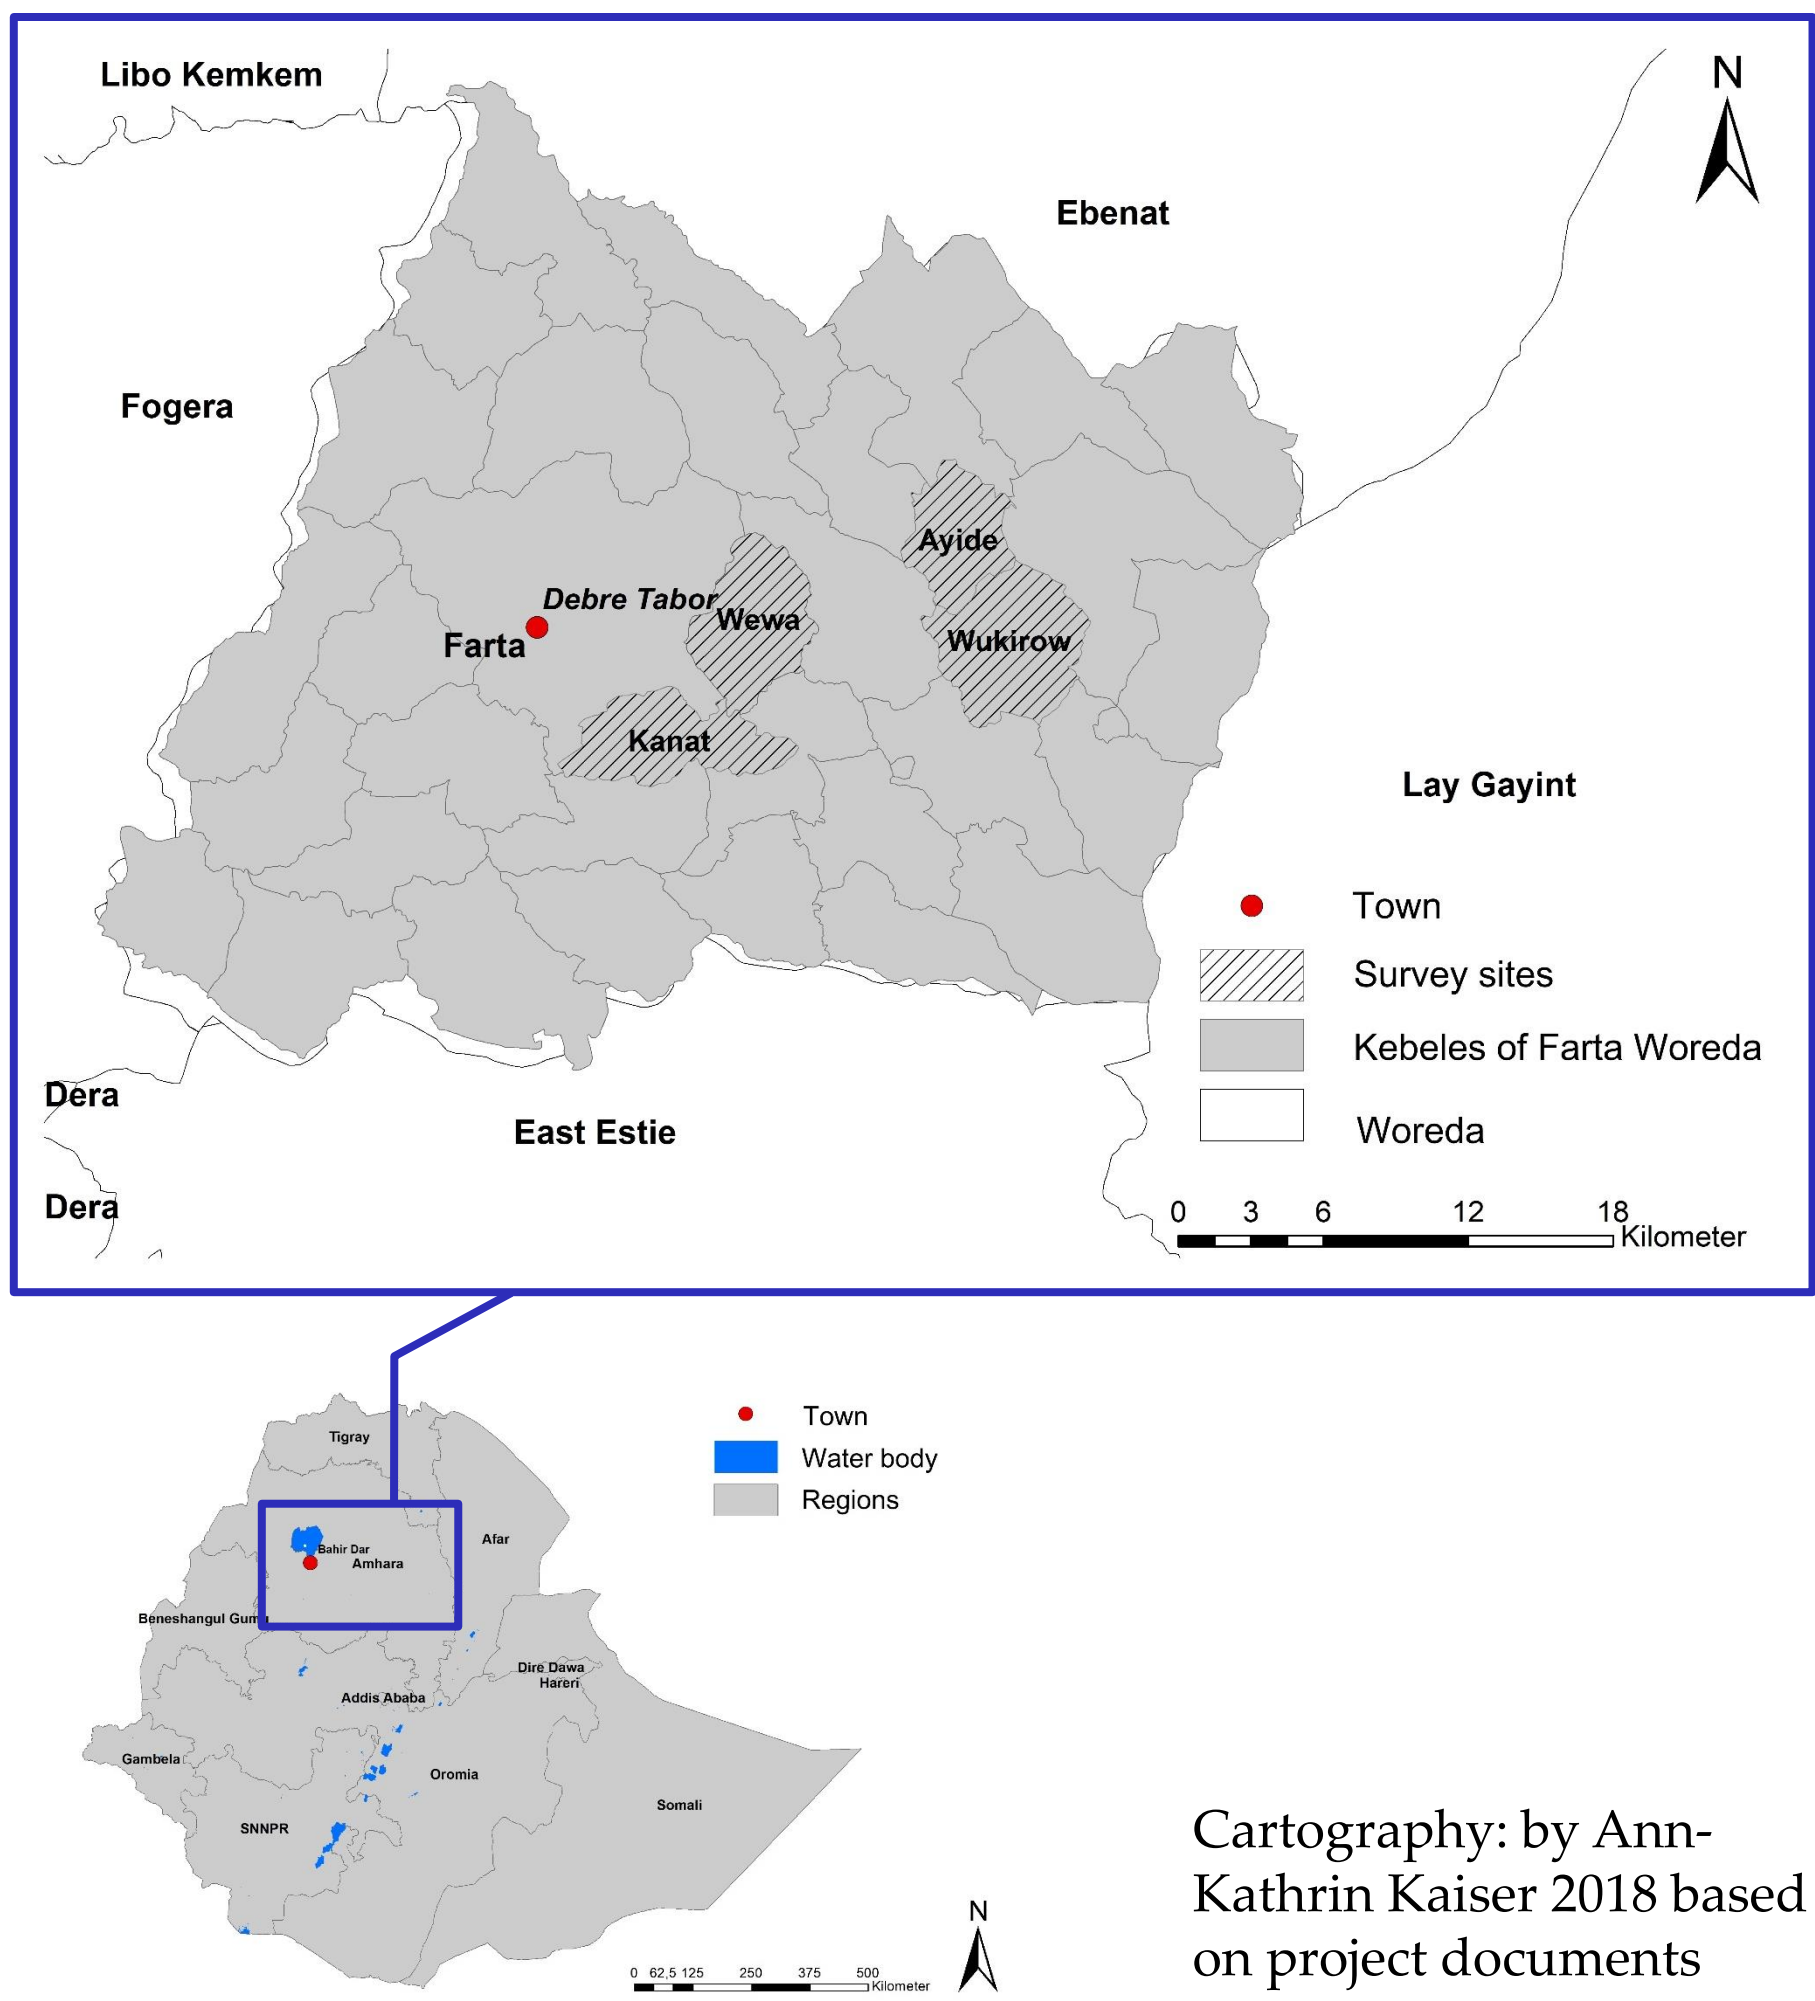 Libo Kemkem
N
Ebenat
Fogera
Ayide
Debre Tabor
Wewa
Farta
Wukirow
Kanat
Lay Gayint
Town
Survey sites
Kebeles of Farta Woreda
Woreda
Dera
East Estie
Dera
0 3 6 12 18
Kilometer
Town
Water body
Regions
Tigray
Afar
Bahir Dar
Amhara
Beneshangul Gumu
Dire Dawa
Hareri
Addis Ababa
Gambela
Oromia
Somali
SNNPR
N
0 62,5 125 250 375 500
Kilometer
Cartography: by Ann-
Kathrin Kaiser 2018 based
on project documents